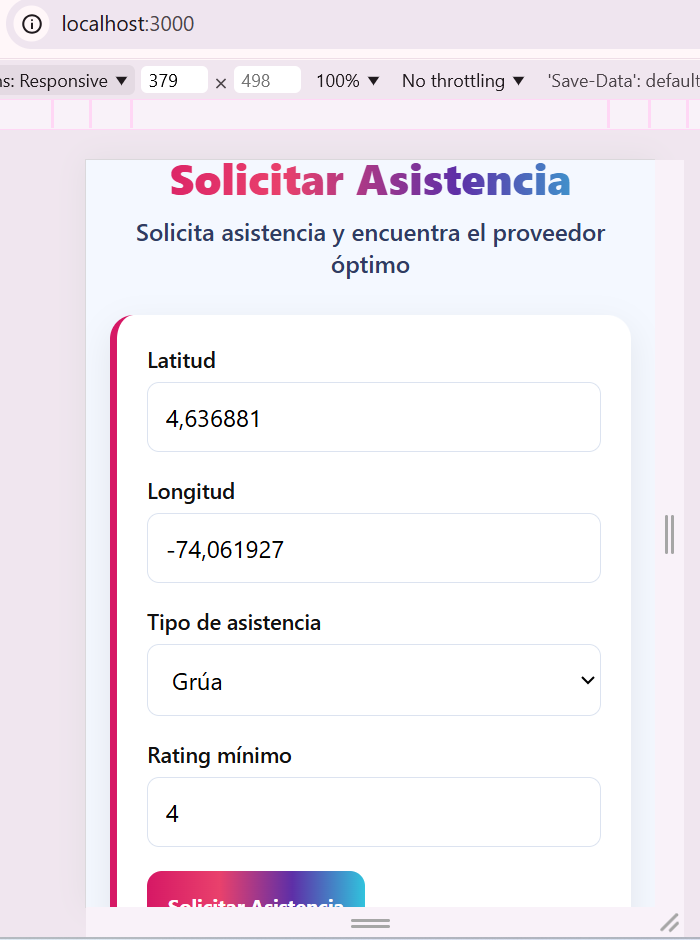 localhost:3000
ns: Responsive ▼ 379 × 498 100% ▼ No throttling ▼ 'Save-Data': default
Solicitar Asistencia
Solicita asistencia y encuentra el proveedor
óptimo
Latitud
4,636881
Longitud
-74,061927
Tipo de asistencia
Grúa
Rating mínimo
4
Solicitar Asistencia